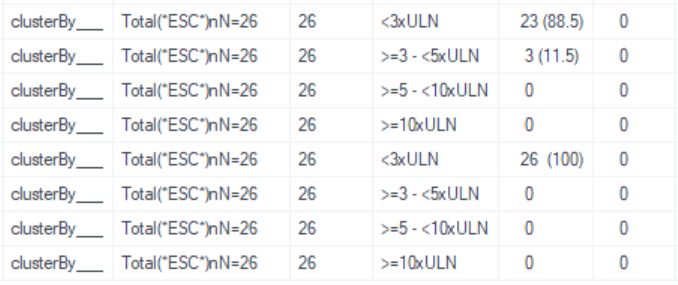 clusterBy___ Total(*ESC*)nN=26 26 <3xULN 23 (88.5) 0
clusterBy___ Total(*ESC*)nN=26 26 >=3 - <5xULN 3 (11.5) 0
clusterBy___ Total(*ESC*)nN=26 26 >=5 - <10xULN 0 0
clusterBy___ Total(*ESC*)nN=26 26 >=10xULN 0 0
clusterBy___ Total(*ESC*)nN=26 26 <3xULN 26 (100) 0
clusterBy___ Total(*ESC*)nN=26 26 >=3 - <5xULN 0 0
clusterBy___ Total(*ESC*)nN=26 26 >=5 - <10xULN 0 0
clusterBy___ Total(*ESC*)nN=26 26 >=10xULN 0 0